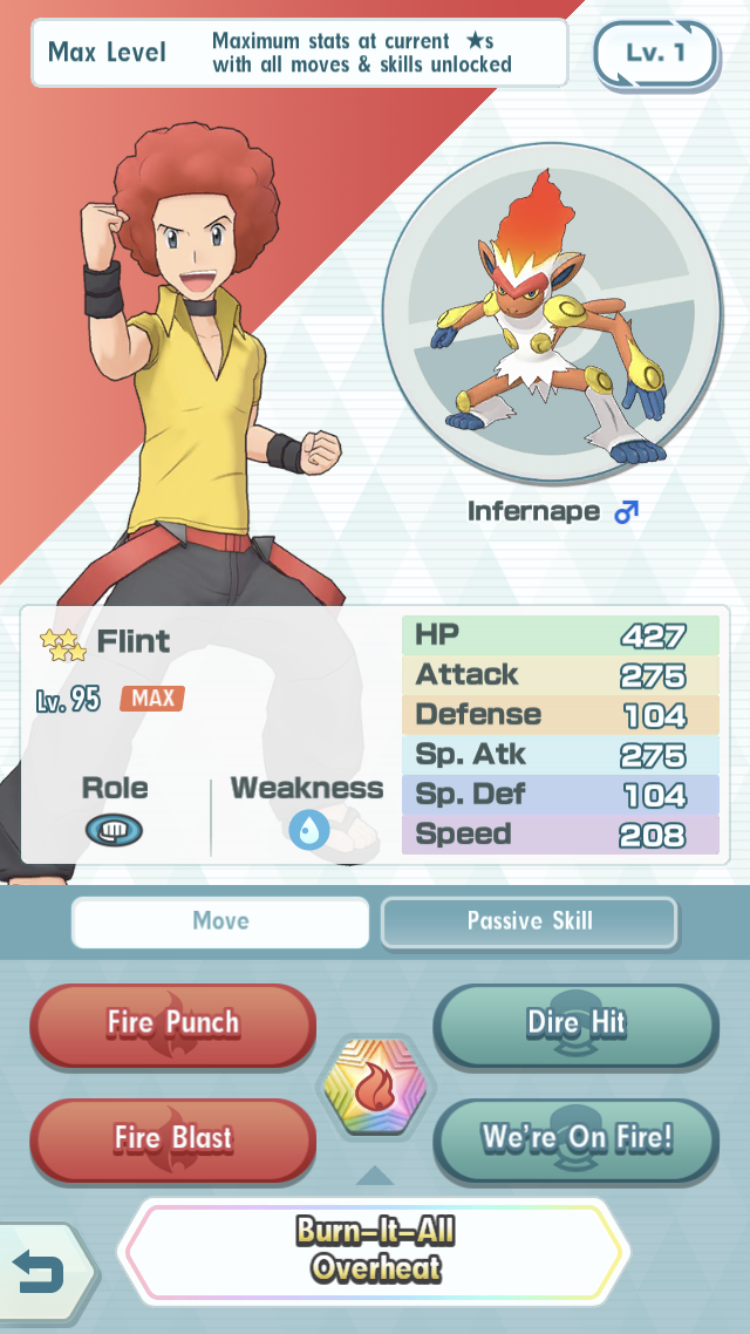 Max Level
Maximum stats at current ★s
with all moves & skills unlocked
Lv. 1
Infernape ♂
Flint
Lv. 95 MAX
Role
Weakness
HP 427
Attack 275
Defense 104
Sp. Atk 275
Sp. Def 104
Speed 208
Move
Passive Skill
Fire Punch
Dire Hit
Fire Blast
We're On Fire!
Burn-It-All
Overheat